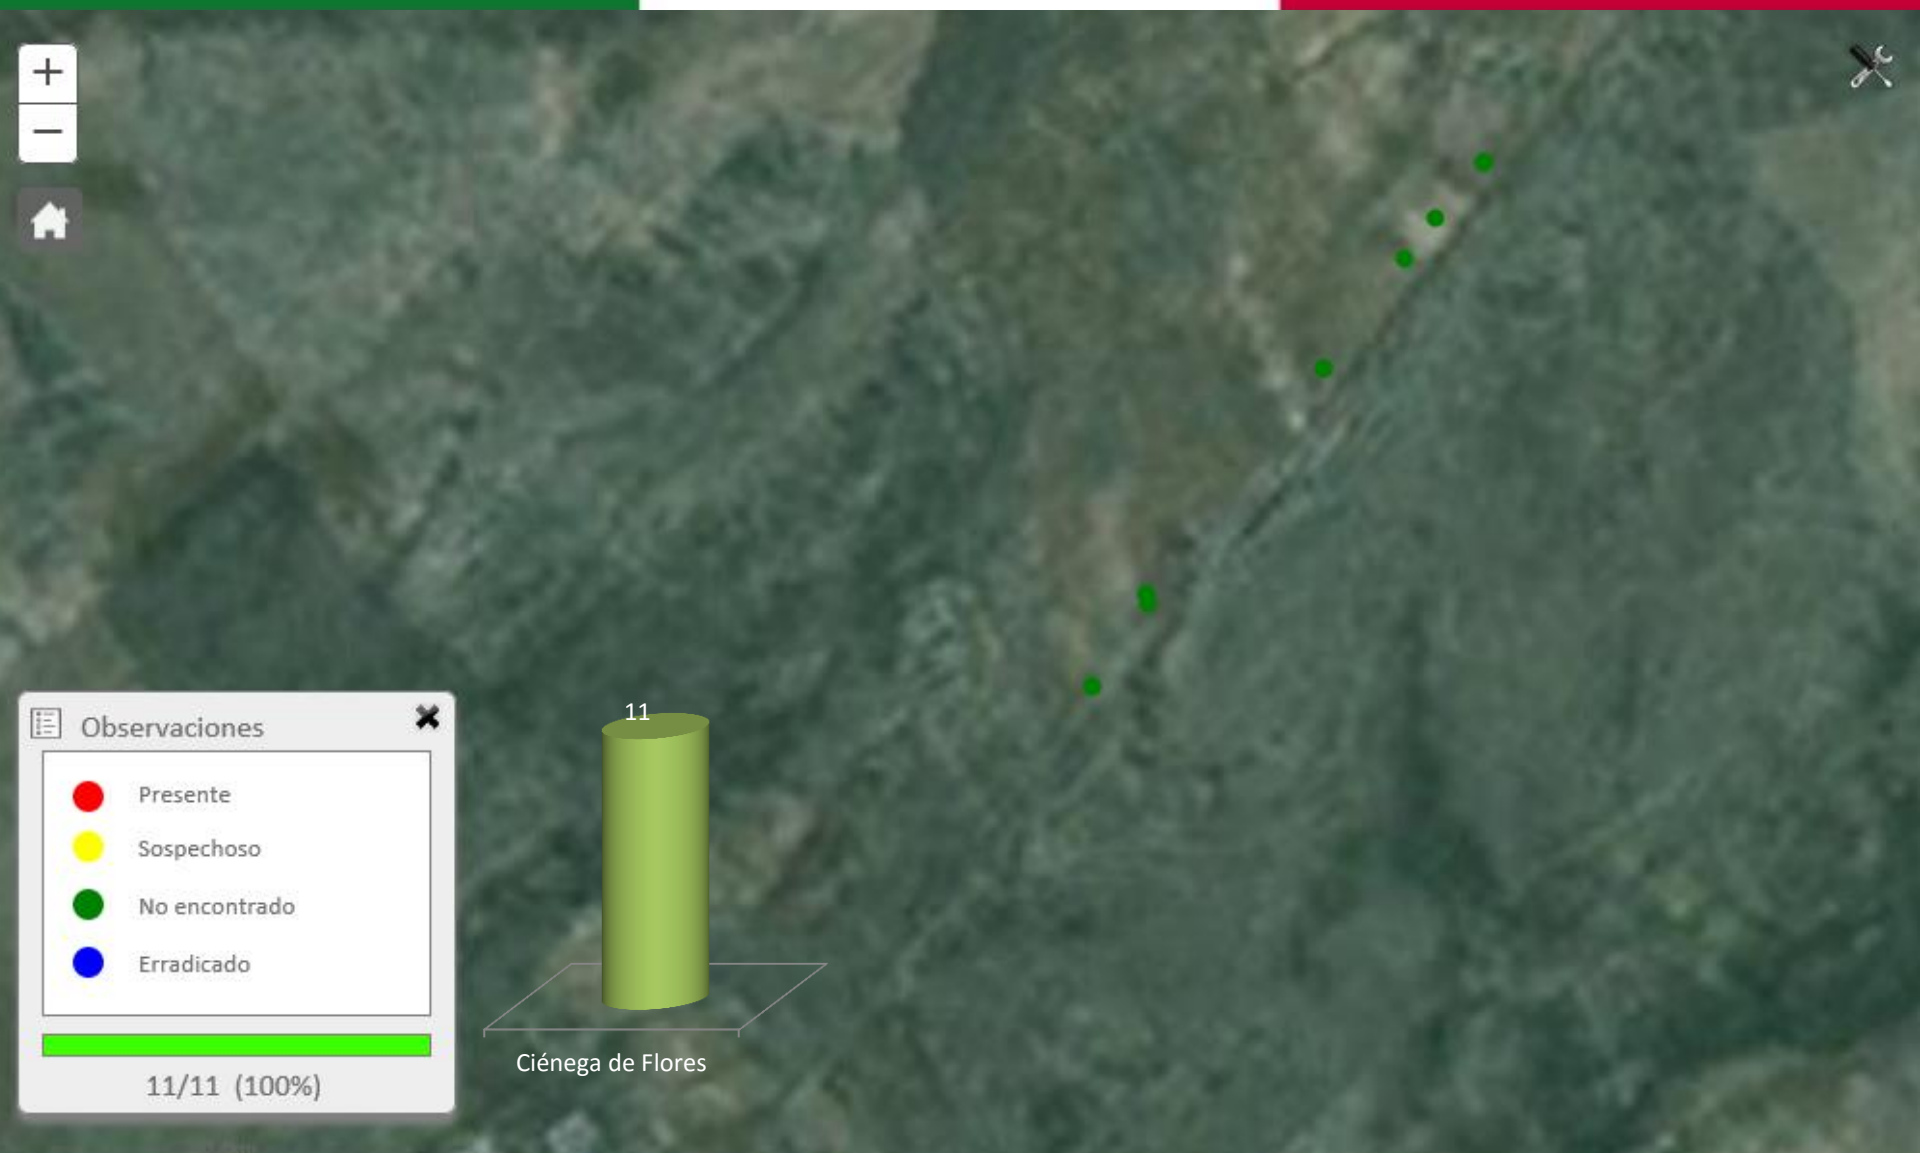 +
−
Observaciones
Presente
Sospechoso
No encontrado
Erradicado
11/11 (100%)
11
Ciénega de Flores